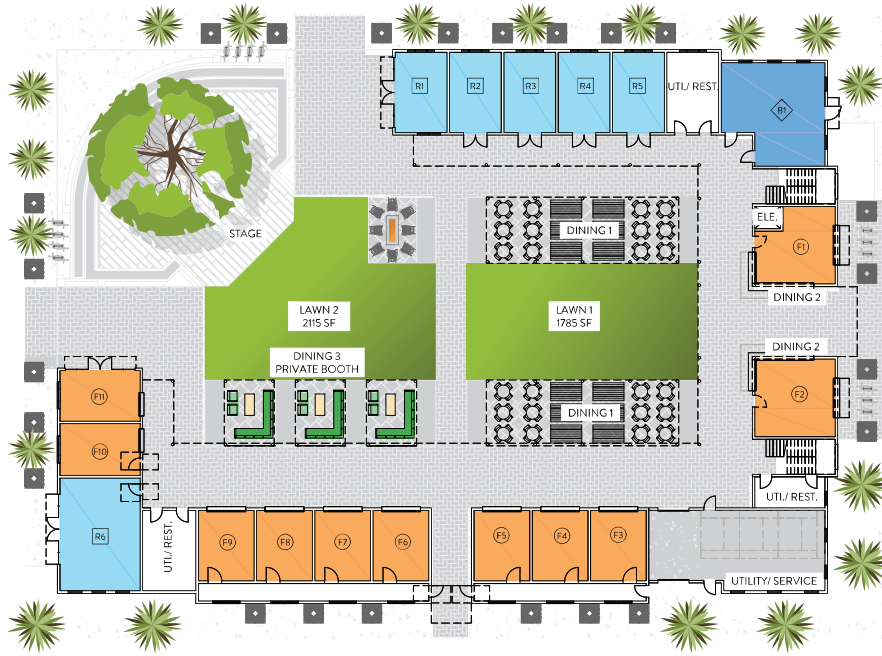 R1
R2
R3
R4
R5
UTI./ REST.
B1
STAGE
DINING 1
ELE.
F1
DINING 2
LAWN 2
2115 SF
LAWN 1
1785 SF
DINING 2
DINING 3
PRIVATE BOOTH
F11
F2
DINING 1
F10
UTI./ REST.
R6
UTI./ REST.
F9
F8
F7
F6
F5
F4
F3
UTILITY/ SERVICE